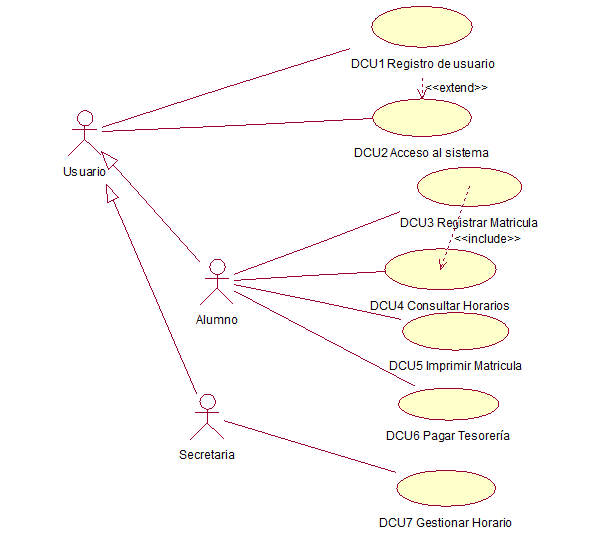 DCU1 Registro de usuario
<<extend>>
DCU2 Acceso al sistema
Usuario
DCU3 Registrar Matricula
<<include>>
DCU4 Consultar Horarios
Alumno
DCU5 Imprimir Matricula
DCU6 Pagar Tesorería
Secretaria
DCU7 Gestionar Horario